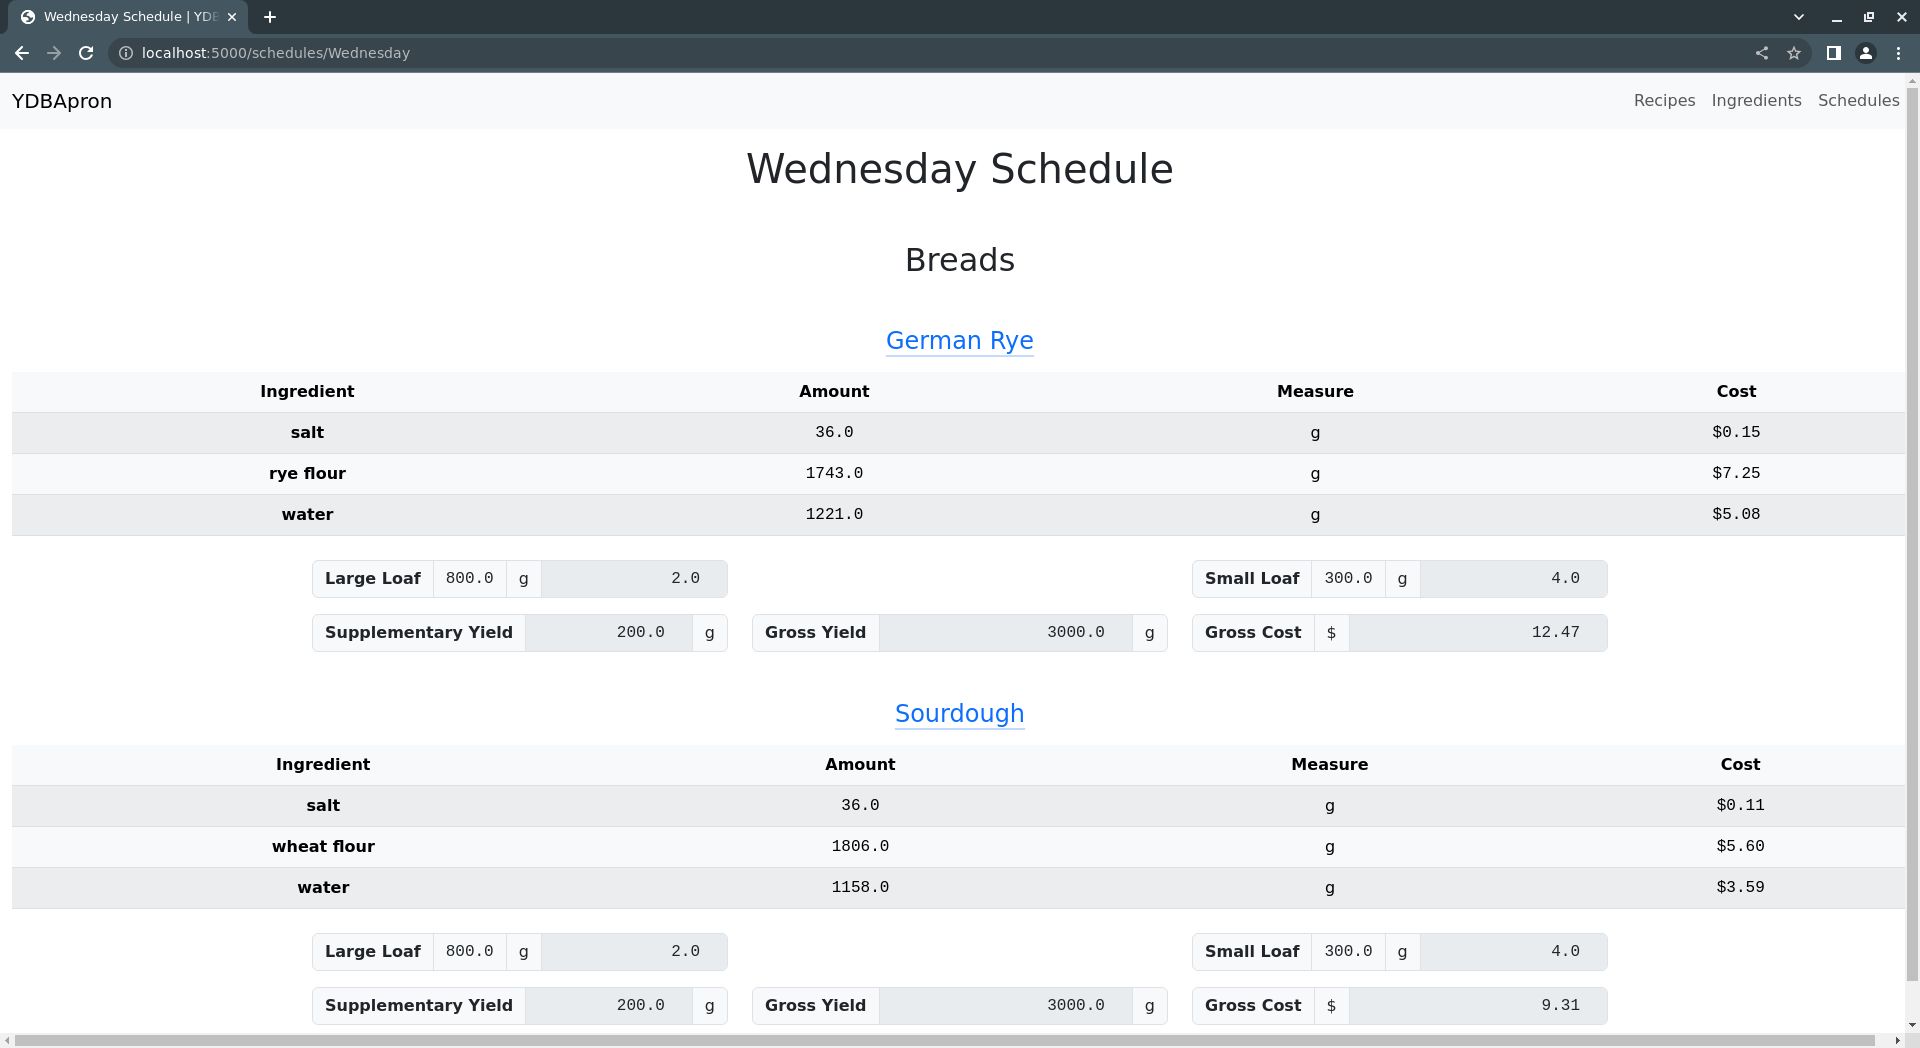 Wednesday Schedule | YDB
localhost:5000/schedules/Wednesday
YDBApron Recipes Ingredients Schedules
Wednesday Schedule
Breads
German Rye
Ingredient Amount Measure Cost
salt 36.0 g $0.15
rye flour 1743.0 g $7.25
water 1221.0 g $5.08
Large Loaf 800.0 g 2.0 Small Loaf 300.0 g 4.0
Supplementary Yield 200.0 g Gross Yield 3000.0 g Gross Cost $ 12.47
Sourdough
Ingredient Amount Measure Cost
salt 36.0 g $0.11
wheat flour 1806.0 g $5.60
water 1158.0 g $3.59
Large Loaf 800.0 g 2.0 Small Loaf 300.0 g 4.0
Supplementary Yield 200.0 g Gross Yield 3000.0 g Gross Cost $ 9.31